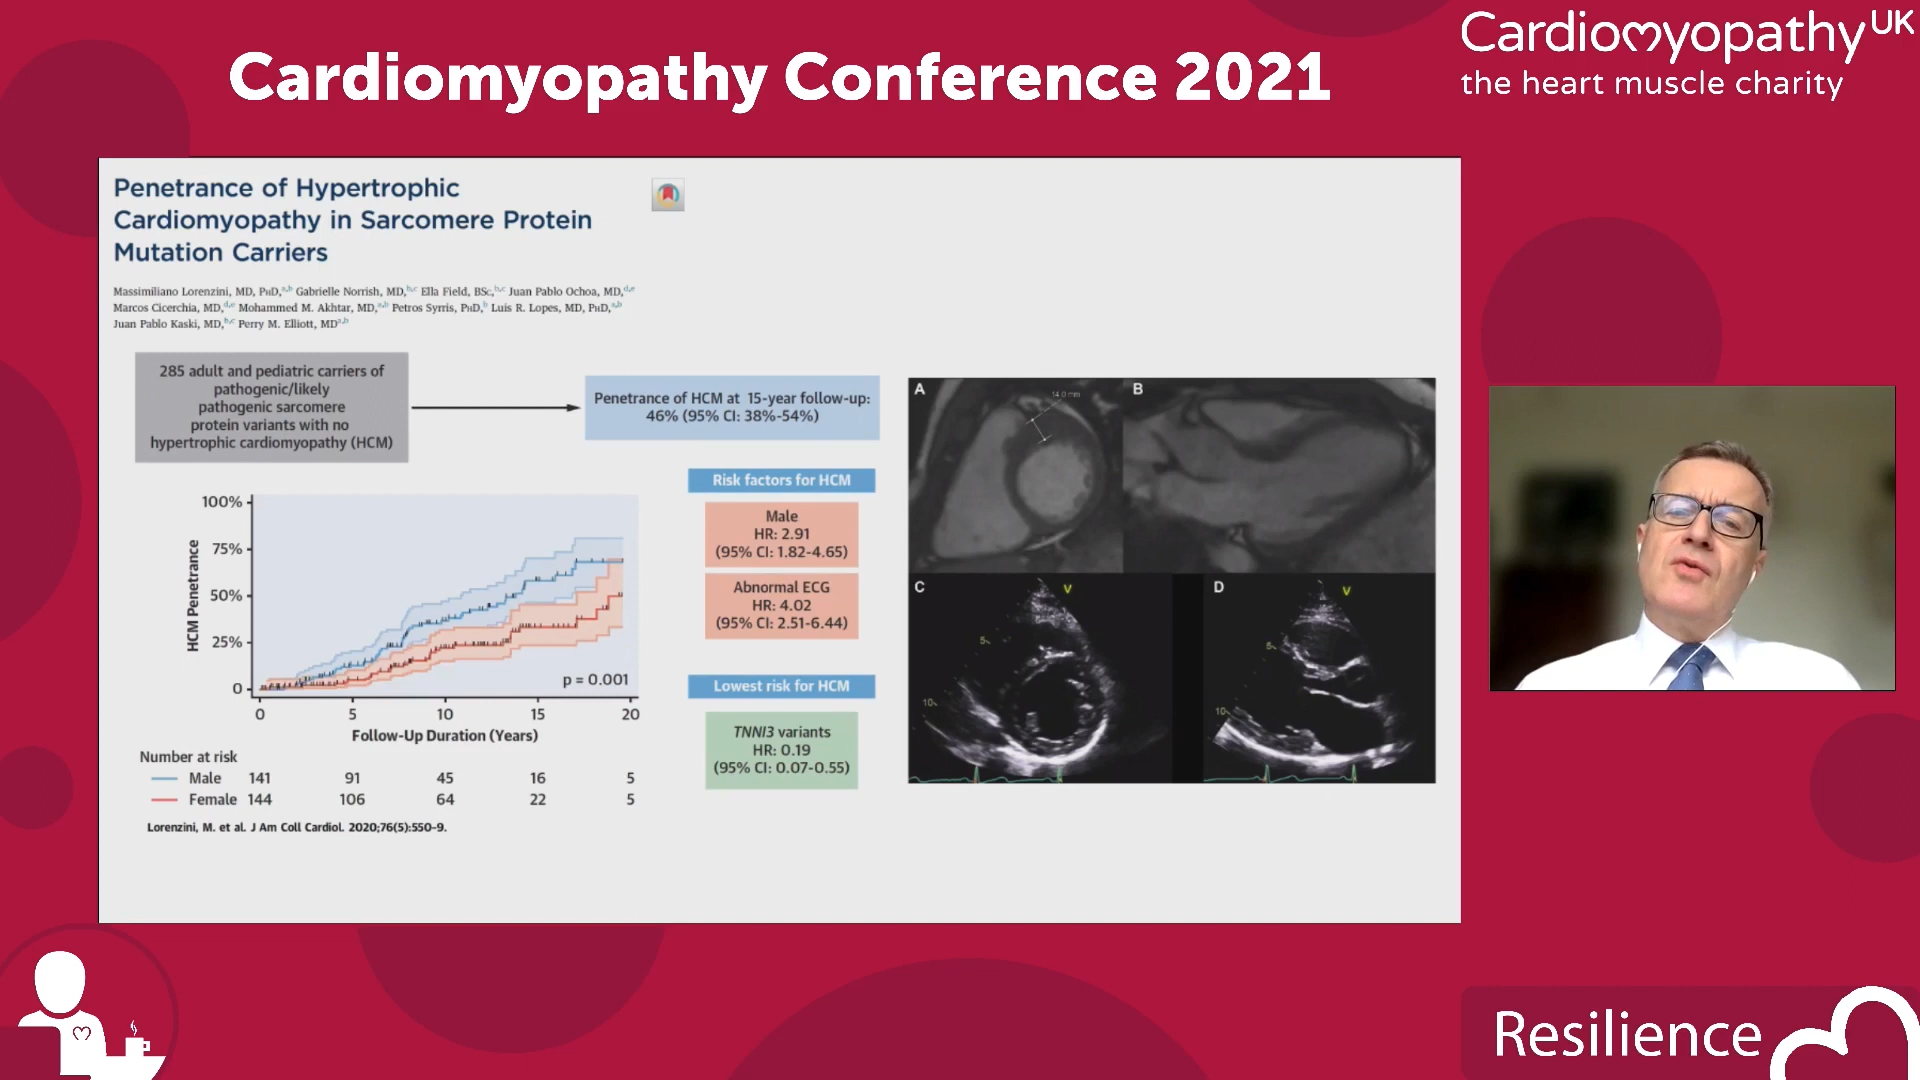 Cardiomyopathy Conference 2021
Cardiomyopathy UK
the heart muscle charity
Penetrance of Hypertrophic
Cardiomyopathy in Sarcomere Protein
Mutation Carriers
Massimiliano Lorenzini, MD, PhD,a,b Gabrielle Norrish, MD,b,c Ella Field, BSc,b,c Juan Pablo Ochoa, MD,d,e
Marcos Cicerchia, MD,d,e Mohammed M. Akhtar, MD,a,b Petros Syrris, PhD,b Luis R. Lopes, MD, PhD,a,b
Juan Pablo Kaski, MD,b,c Perry M. Elliott, MDa,b
285 adult and pediatric carriers of
pathogenic/likely
pathogenic sarcomere
protein variants with no
hypertrophic cardiomyopathy (HCM)
Penetrance of HCM at 15-year follow-up:
46% (95% CI: 38%-54%)
Risk factors for HCM
Male
HR: 2.91
(95% CI: 1.82-4.65)
Abnormal ECG
HR: 4.02
(95% CI: 2.51-6.44)
Lowest risk for HCM
TNNI3 variants
HR: 0.19
(95% CI: 0.07-0.55)
HCM Penetrance
100%
75%
50%
25%
0
p = 0.001
0 5 10 15 20
Follow-Up Duration (Years)
Number at risk
Male 141 91 45 16 5
Female 144 106 64 22 5
Lorenzini, M. et al. J Am Coll Cardiol. 2020;76(5):550-9.
A
14.0 mm
B
C
V
5
10
D
V
5
10
Resilience